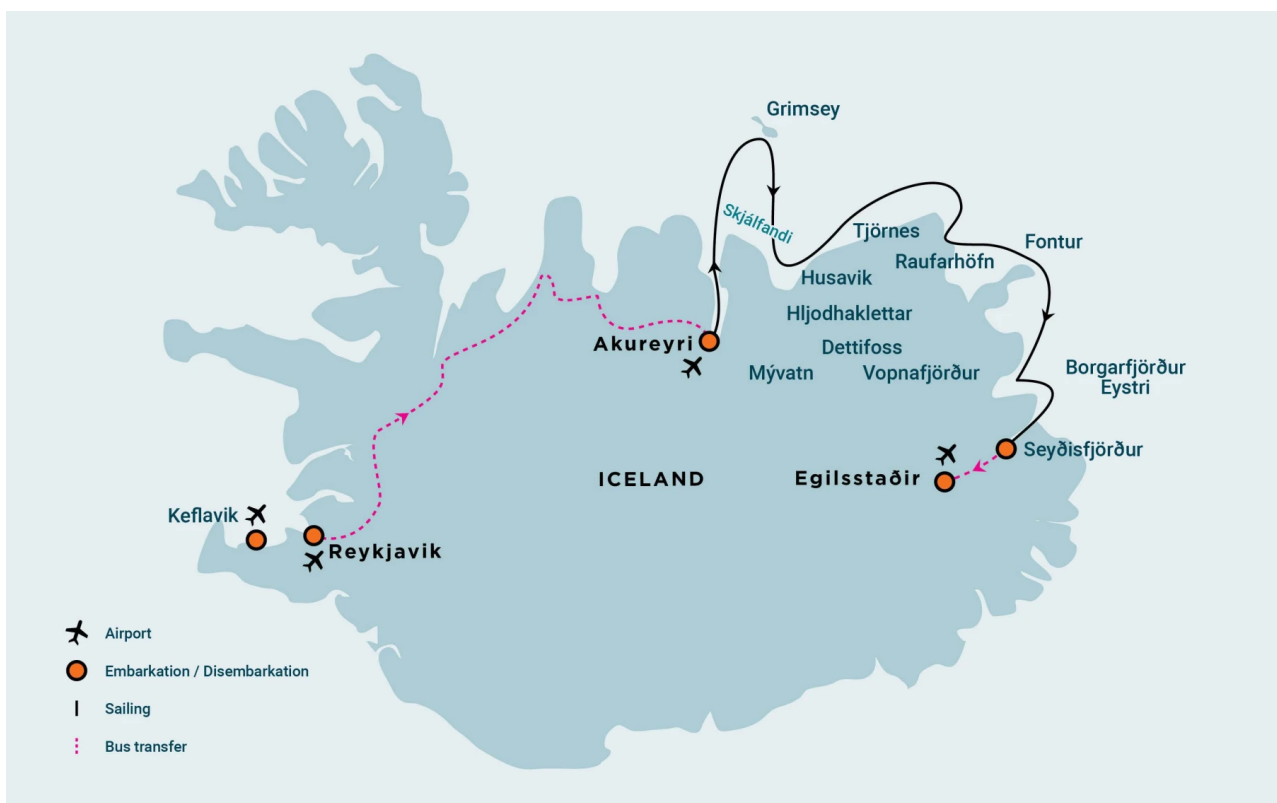 Grimsey
Skjálfandi
Tjörnes
Fontur
Raufarhöfn
Husavik
Hljodhaklettar
Akureyri
Dettifoss
Mývatn
Vopnafjörður
Borgarfjörður
Eystri
Seyðisfjörður
ICELAND
Egilsstaðir
Keflavik
Reykjavik
Airport
Embarkation / Disembarkation
Sailing
Bus transfer